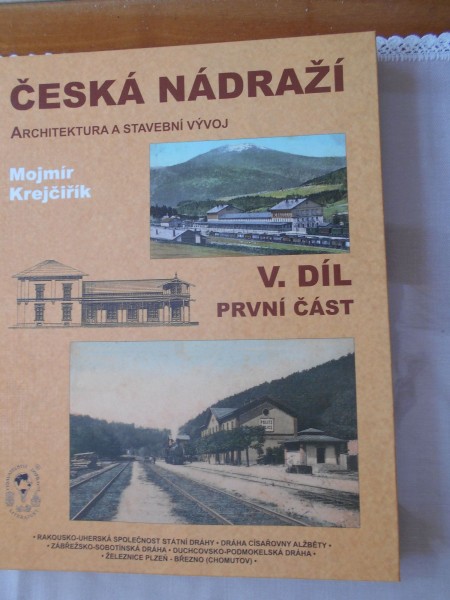 ČESKÁ NÁDRAŽÍ
ARCHITEKTURA A STAVEBNÍ VÝVOJ
Mojmír
Krejčiřík
V. DÍL
PRVNÍ ČÁST
• RAKOUSKO-UHERSKÁ SPOLEČNOST STÁTNÍ DRÁHY • DRÁHA CÍSAŘOVNY ALŽBĚTY •
• ZÁBŘEŽSKO-SOBOTÍNSKÁ DRÁHA • DUCHCOVSKO-PODMOKELSKÁ DRÁHA •
• ŽELEZNICE PLZEŇ - BŘEZNO (CHOMUTOV) •